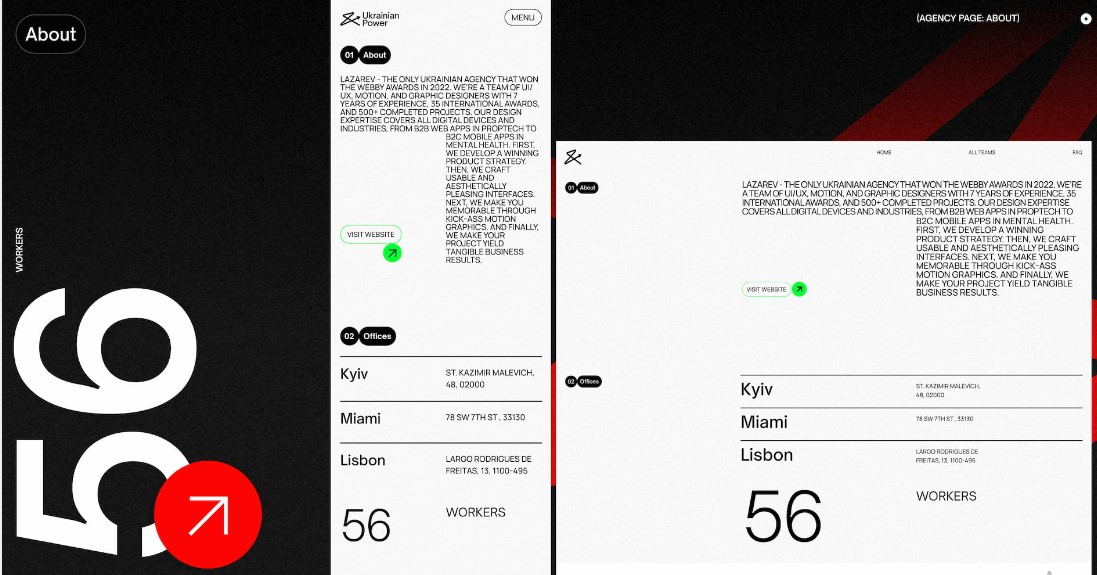 About
WORKERS
56
Ukrainian
Power
MENU
01 About
LAZAREV - THE ONLY UKRAINIAN AGENCY THAT WON
THE WEBBY AWARDS IN 2022. WE'RE A TEAM OF UI/
UX, MOTION, AND GRAPHIC DESIGNERS WITH 7
YEARS OF EXPERIENCE, 35 INTERNATIONAL AWARDS,
AND 500+ COMPLETED PROJECTS. OUR DESIGN
EXPERTISE COVERS ALL DIGITAL DEVICES AND
INDUSTRIES, FROM B2B WEB APPS IN PROPTECH TO
B2C MOBILE APPS IN
MENTAL HEALTH. FIRST,
WE DEVELOP A WINNING
PRODUCT STRATEGY.
THEN, WE CRAFT
USABLE AND
AESTHETICALLY
PLEASING INTERFACES.
NEXT, WE MAKE YOU
MEMORABLE THROUGH
KICK-ASS MOTION
GRAPHICS. AND FINALLY,
WE MAKE YOUR
PROJECT YIELD
TANGIBLE BUSINESS
RESULTS.
VISIT WEBSITE
02 Offices
Kyiv
ST. KAZIMIR MALEVICH,
48, 02000
Miami
78 SW 7TH ST , 33130
Lisbon
LARGO RODRIGUES DE
FREITAS, 13, 1100-495
56
WORKERS
(AGENCY PAGE: ABOUT)
HOME
ALL TEAMS
FAQ
01 About
LAZAREV - THE ONLY UKRAINIAN AGENCY THAT WON THE WEBBY AWARDS IN 2022. WE'RE
A TEAM OF UI/UX, MOTION, AND GRAPHIC DESIGNERS WITH 7 YEARS OF EXPERIENCE, 35
INTERNATIONAL AWARDS, AND 500+ COMPLETED PROJECTS. OUR DESIGN EXPERTISE
COVERS ALL DIGITAL DEVICES AND INDUSTRIES, FROM B2B WEB APPS IN PROPTECH TO
B2C MOBILE APPS IN MENTAL HEALTH.
FIRST, WE DEVELOP A WINNING
PRODUCT STRATEGY. THEN, WE CRAFT
USABLE AND AESTHETICALLY PLEASING
INTERFACES. NEXT, WE MAKE YOU
MEMORABLE THROUGH KICK-ASS
MOTION GRAPHICS. AND FINALLY, WE
MAKE YOUR PROJECT YIELD TANGIBLE
BUSINESS RESULTS.
VISIT WEBSITE
02 Offices
Kyiv
ST. KAZIMIR MALEVICH,
48, 02000
Miami
78 SW 7TH ST , 33130
Lisbon
LARGO RODRIGUES DE
FREITAS, 13, 1100-495
56
WORKERS